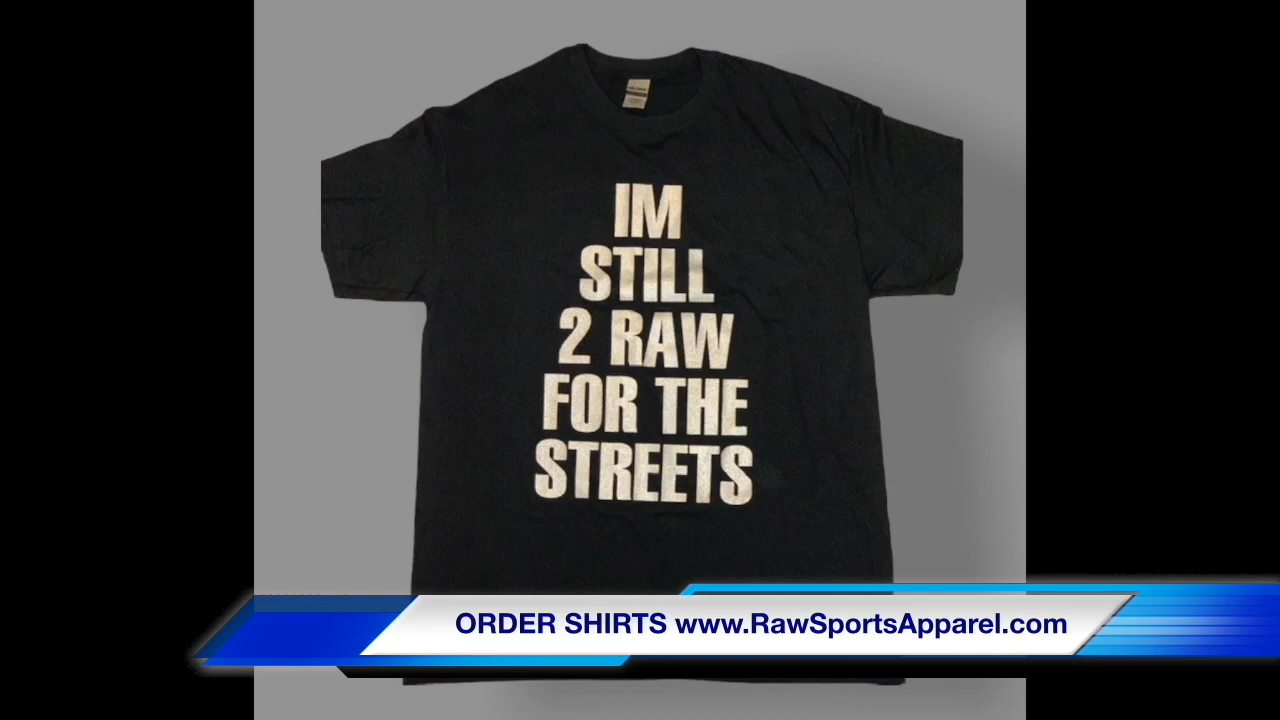 IM
STILL
2 RAW
FOR THE
STREETS
ORDER SHIRTS www.RawSportsApparel.com